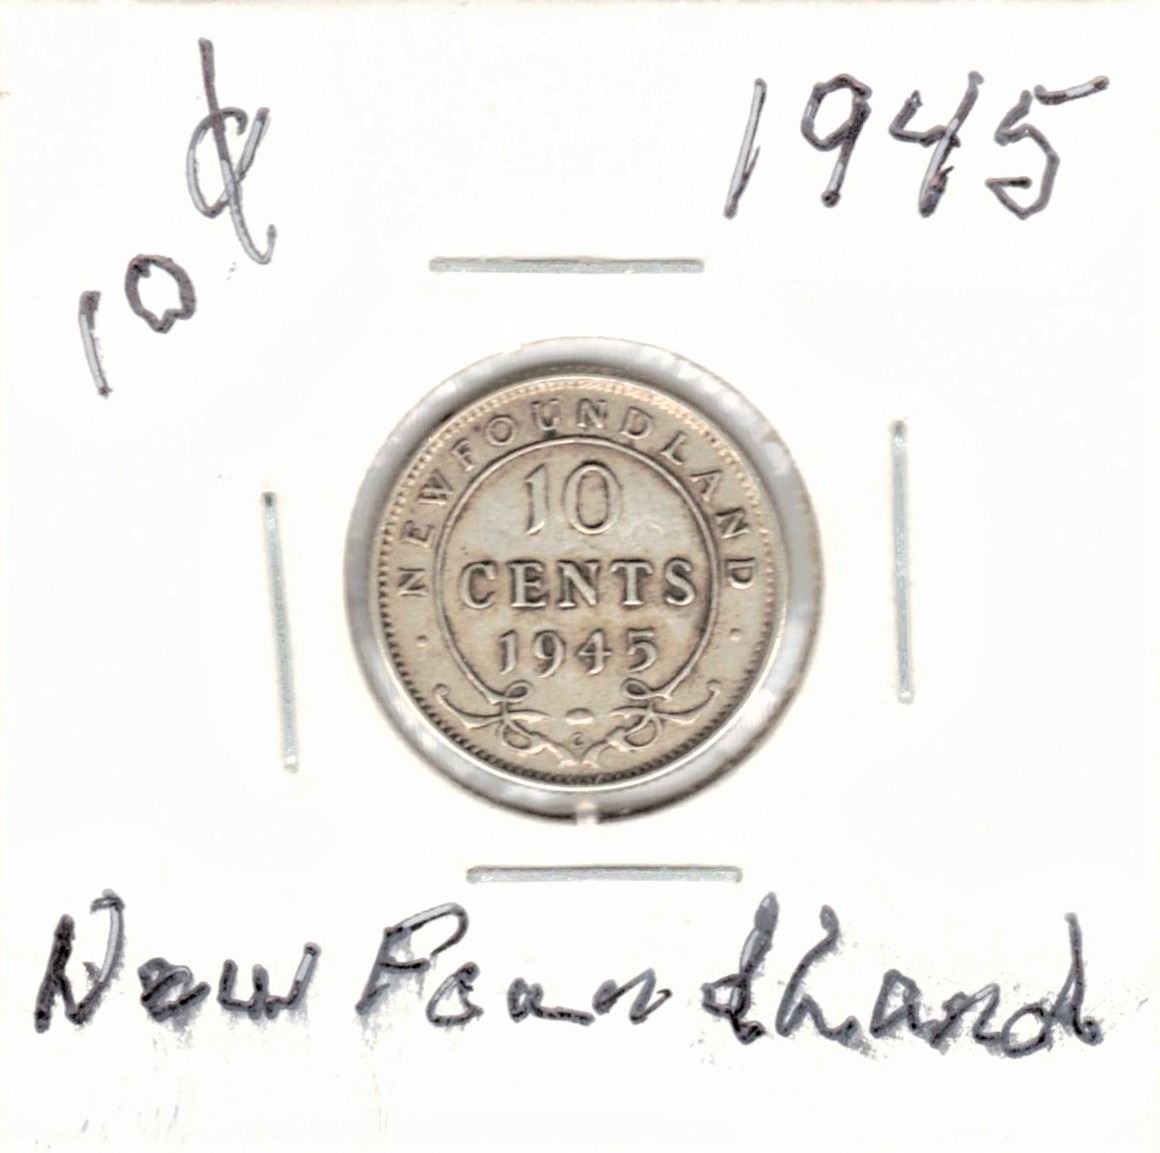 10¢ 1945
NEWFOUNDLAND
10
CENTS
1945
C
New Foundland